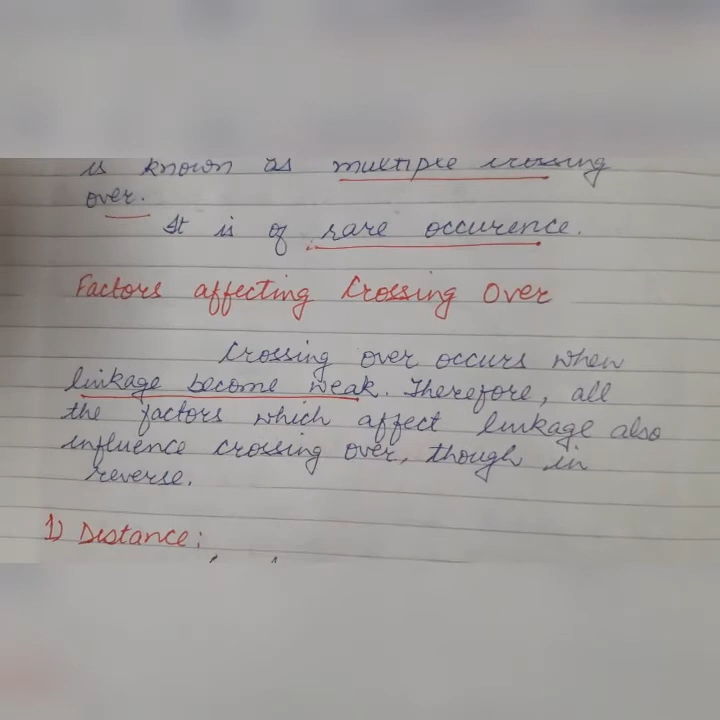 is known as multiple crossing
over.
It is of rare occurence.
Factors affecting Crossing Over
Crossing over occurs when
linkage become weak. Therefore, all
the factors which affect linkage also
influence crossing over, though in
reverse.
1) Distance: